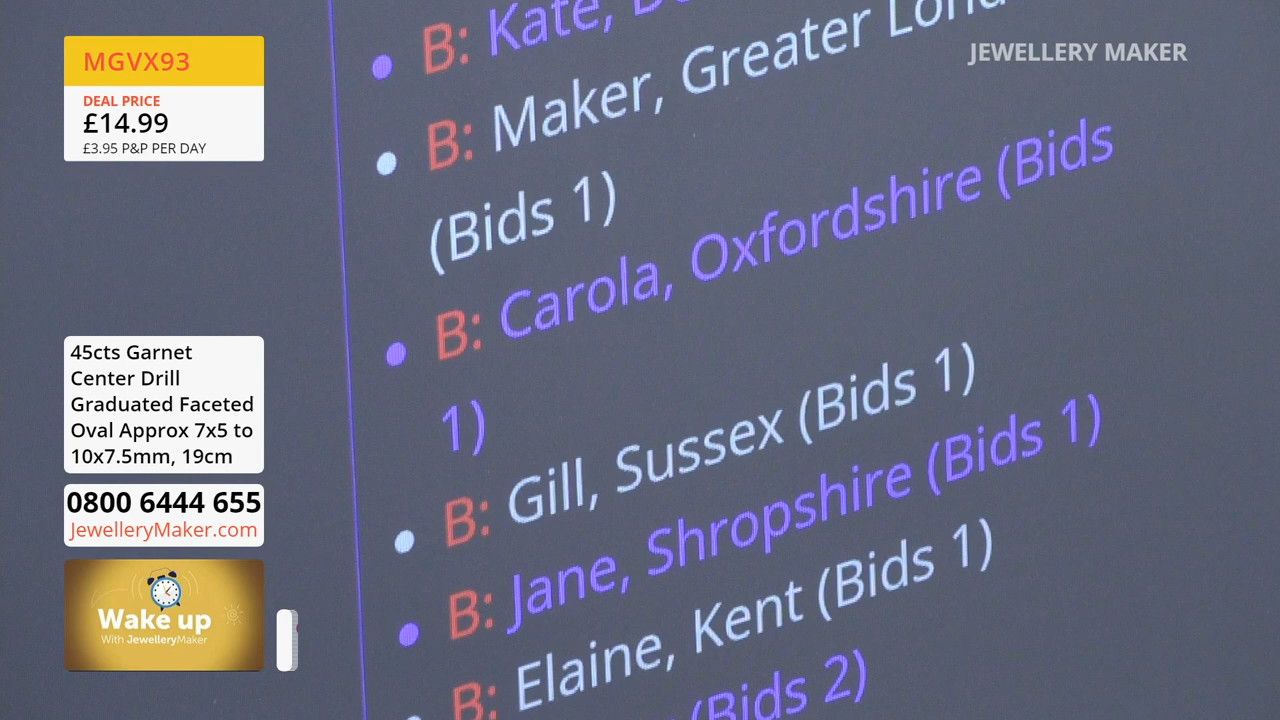 MGVX93
DEAL PRICE
£14.99
£3.95 P&P PER DAY
45cts Garnet
Center Drill
Graduated Faceted
Oval Approx 7x5 to
10x7.5mm, 19cm
0800 6444 655
JewelleryMaker.com
Wake up
With JewelleryMaker
JEWELLERY MAKER
B: Kate,
B: Maker, Greater
(Bids 1)
B: Carola, Oxfordshire (Bids
1)
B: Gill, Sussex (Bids 1)
B: Jane, Shropshire (Bids 1)
B: Elaine, Kent (Bids 1)
(Bids 2)